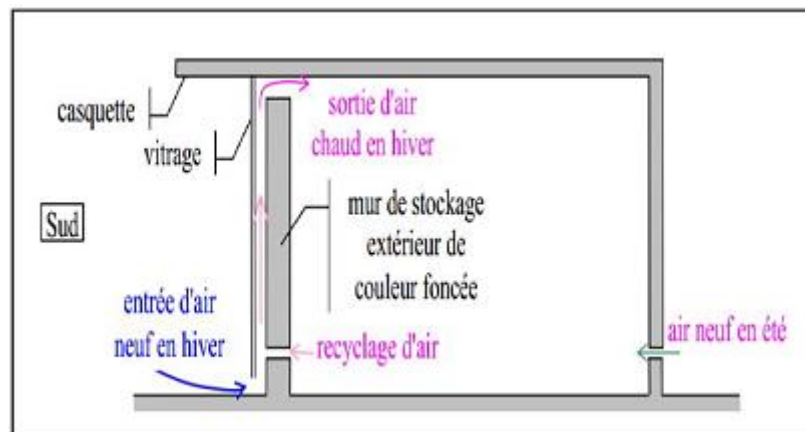 casquette
vitrage
sortie d'air
chaud en hiver
Sud
mur de stockage
extérieur de
couleur foncée
entrée d'air
neuf en hiver
recyclage d'air
air neuf en été